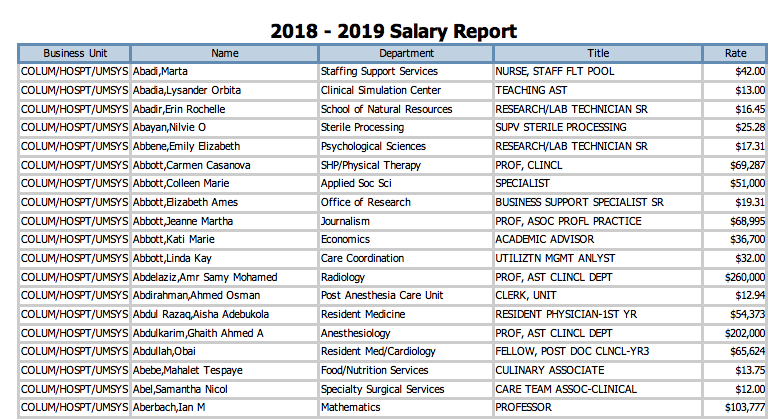 2018 - 2019 Salary Report
Business Unit Name Department Title Rate
COLUM/HOSPT/UMSYS Abadi,Marta Staffing Support Services NURSE, STAFF FLT POOL $42.00
COLUM/HOSPT/UMSYS Abadia,Lysander Orbita Clinical Simulation Center TEACHING AST $13.00
COLUM/HOSPT/UMSYS Abadir,Erin Rochelle School of Natural Resources RESEARCH/LAB TECHNICIAN SR $16.45
COLUM/HOSPT/UMSYS Abayan,Nilvie O Sterile Processing SUPV STERILE PROCESSING $25.28
COLUM/HOSPT/UMSYS Abbene,Emily Elizabeth Psychological Sciences RESEARCH/LAB TECHNICIAN SR $17.31
COLUM/HOSPT/UMSYS Abbott,Carmen Casanova SHP/Physical Therapy PROF, CLINCL $69,287
COLUM/HOSPT/UMSYS Abbott,Colleen Marie Applied Soc Sci SPECIALIST $51,000
COLUM/HOSPT/UMSYS Abbott,Elizabeth Ames Office of Research BUSINESS SUPPORT SPECIALIST SR $19.31
COLUM/HOSPT/UMSYS Abbott,Jeanne Martha Journalism PROF, ASOC PROFL PRACTICE $68,995
COLUM/HOSPT/UMSYS Abbott,Kati Marie Economics ACADEMIC ADVISOR $36,700
COLUM/HOSPT/UMSYS Abbott,Linda Kay Care Coordination UTILIZTN MGMT ANLYST $32.00
COLUM/HOSPT/UMSYS Abdelaziz,Amr Samy Mohamed Radiology PROF, AST CLINCL DEPT $260,000
COLUM/HOSPT/UMSYS Abdirahman,Ahmed Osman Post Anesthesia Care Unit CLERK, UNIT $12.94
COLUM/HOSPT/UMSYS Abdul Razaq,Aisha Adebukola Resident Medicine RESIDENT PHYSICIAN-1ST YR $54,373
COLUM/HOSPT/UMSYS Abdulkarim,Ghaith Ahmed A Anesthesiology PROF, AST CLINCL DEPT $202,000
COLUM/HOSPT/UMSYS Abdullah,Obai Resident Med/Cardiology FELLOW, POST DOC CLNCL-YR3 $65,624
COLUM/HOSPT/UMSYS Abebe,Mahalet Tespaye Food/Nutrition Services CULINARY ASSOCIATE $13.75
COLUM/HOSPT/UMSYS Abel,Samantha Nicol Specialty Surgical Services CARE TEAM ASSOC-CLINICAL $12.00
COLUM/HOSPT/UMSYS Aberbach,Ian M Mathematics PROFESSOR $103,777